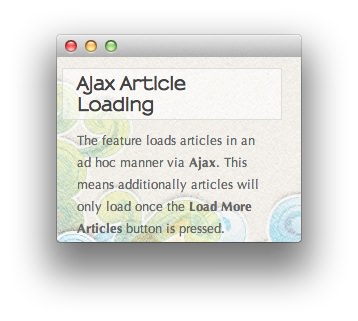 Ajax Article
Loading
The feature loads articles in an
ad hoc manner via Ajax. This
means additionally articles will
only load once the Load More
Articles button is pressed.